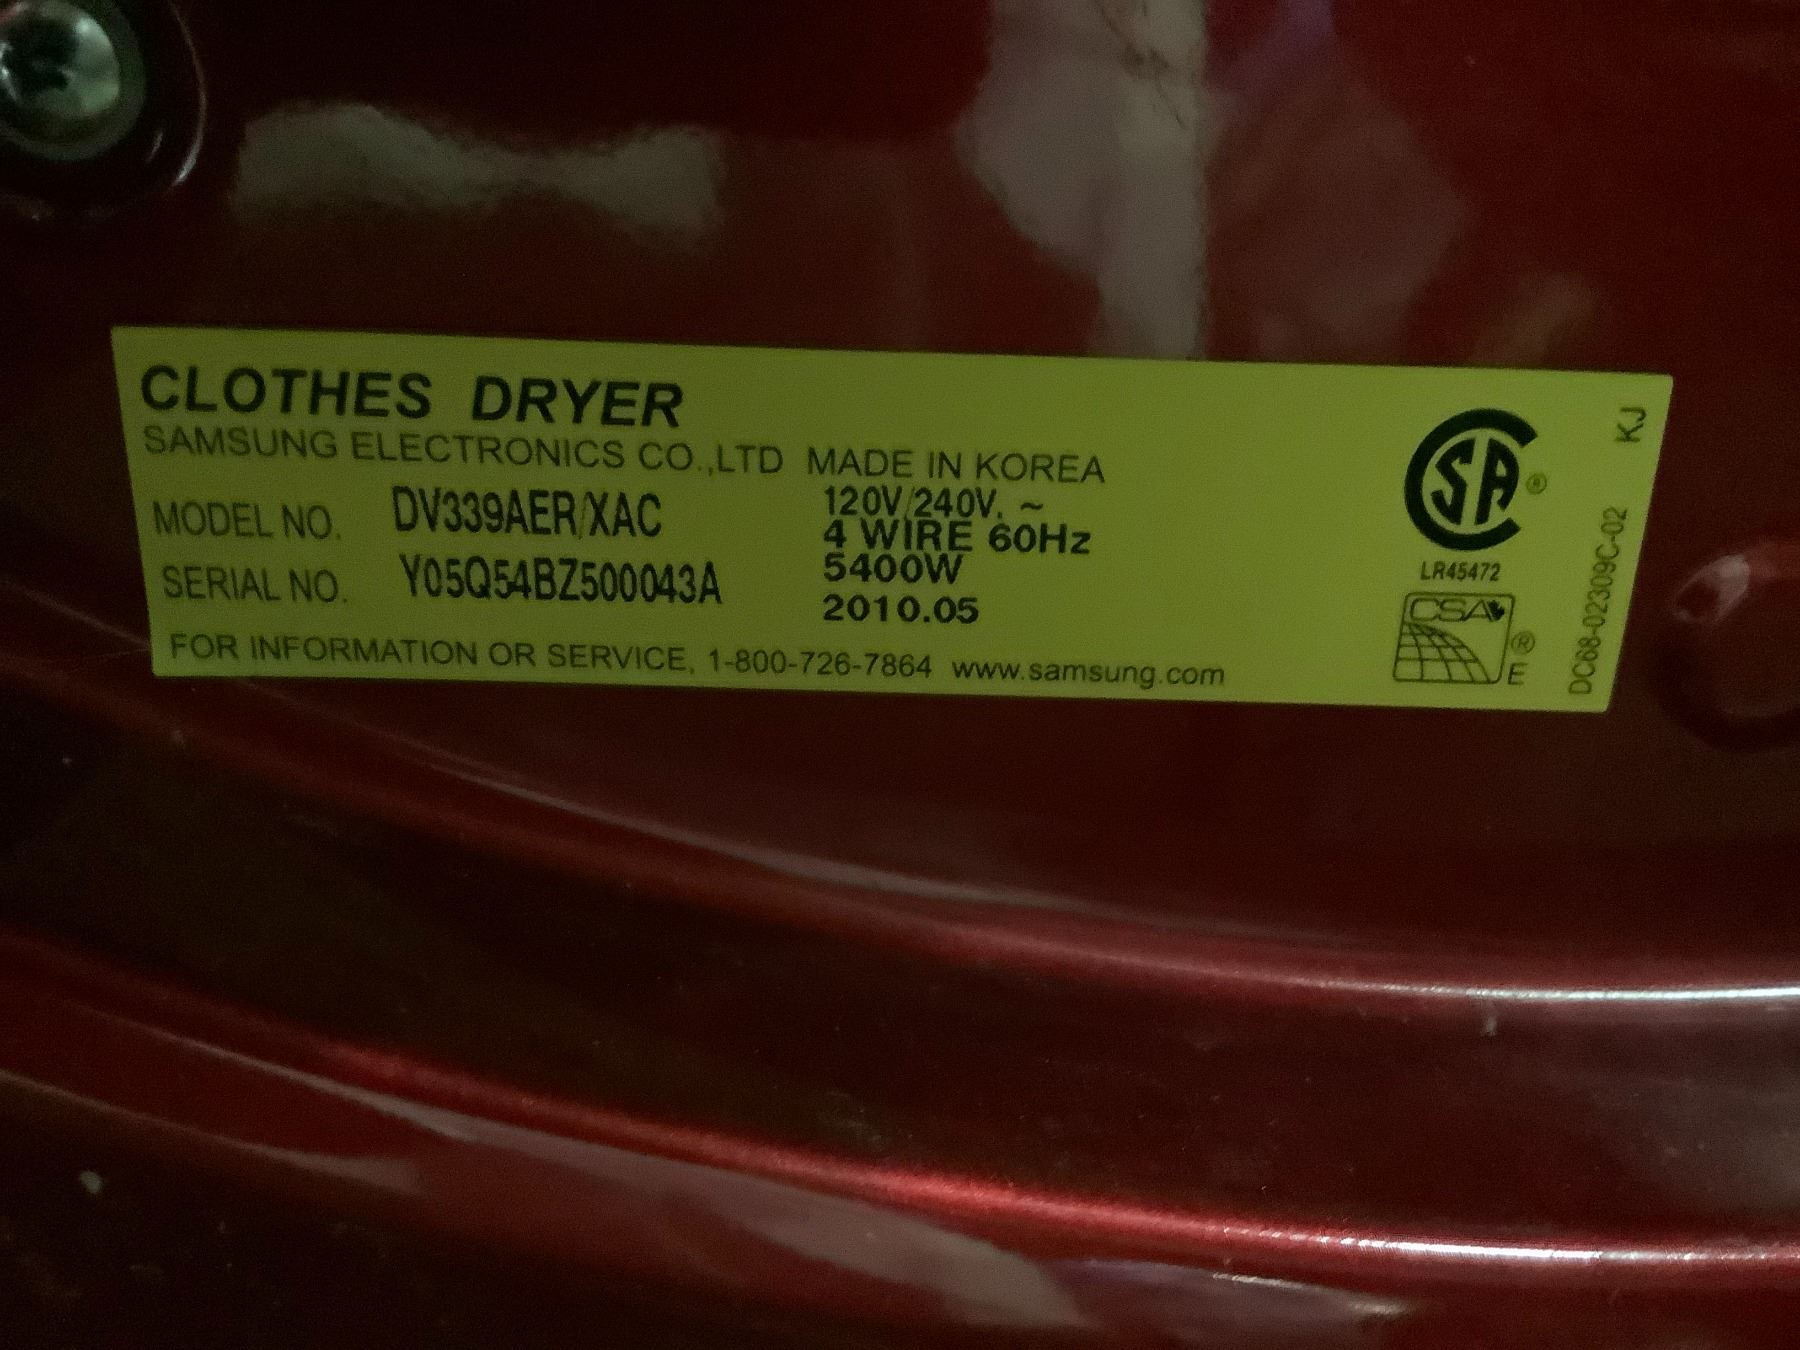 CLOTHES DRYER
SAMSUNG ELECTRONICS CO.,LTD MADE IN KOREA
MODEL NO. DV339AER/XAC
SERIAL NO. Y05Q54BZ500043A
120V/240V. ~
4 WIRE 60Hz
5400W
2010.05
FOR INFORMATION OR SERVICE, 1-800-726-7864 www.samsung.com
SA ®
LR45472
CSA
® E
DC68-02309C-02 KJ